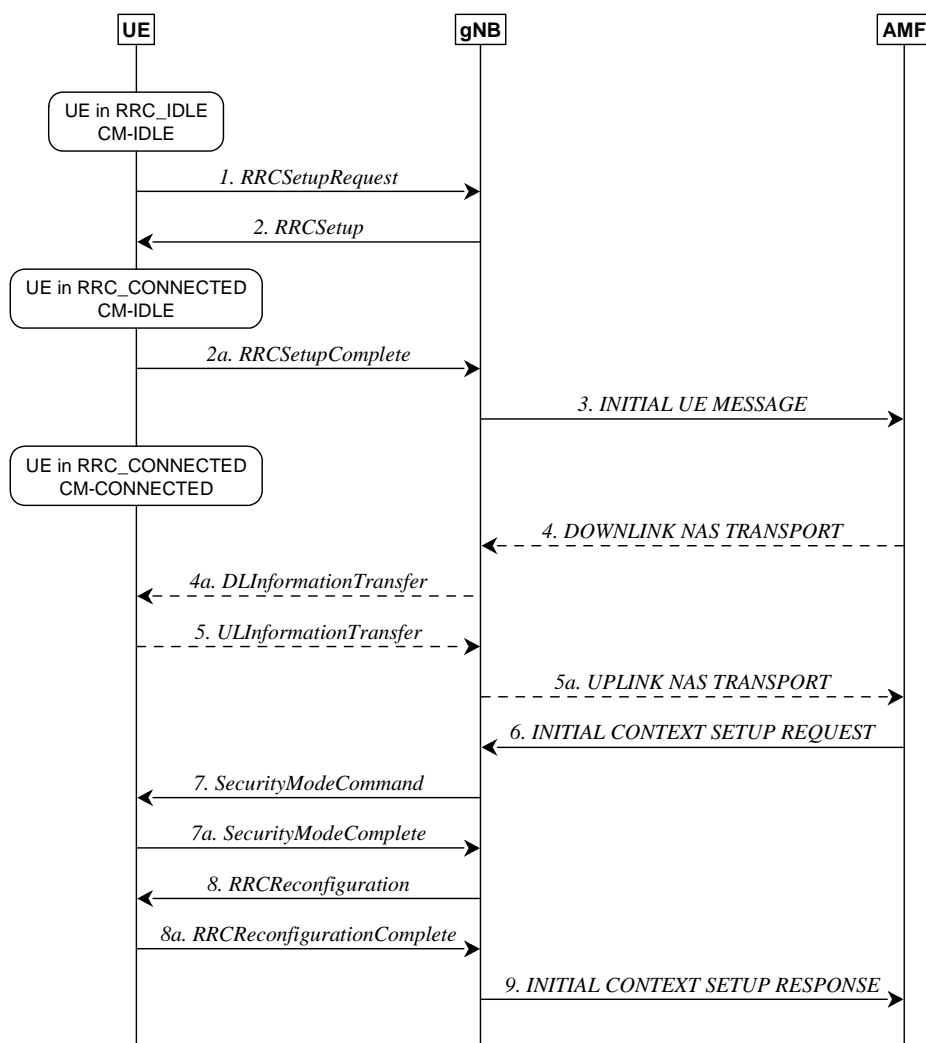 UE
gNB
AMF
UE in RRC_IDLE
CM-IDLE
1. RRCSetupRequest
2. RRCSetup
UE in RRC_CONNECTED
CM-IDLE
2a. RRCSetupComplete
3. INITIAL UE MESSAGE
UE in RRC_CONNECTED
CM-CONNECTED
4. DOWNLINK NAS TRANSPORT
4a. DLInformationTransfer
5. ULInformationTransfer
5a. UPLINK NAS TRANSPORT
6. INITIAL CONTEXT SETUP REQUEST
7. SecurityModeCommand
7a. SecurityModeComplete
8. RRCReconfiguration
8a. RRCReconfigurationComplete
9. INITIAL CONTEXT SETUP RESPONSE